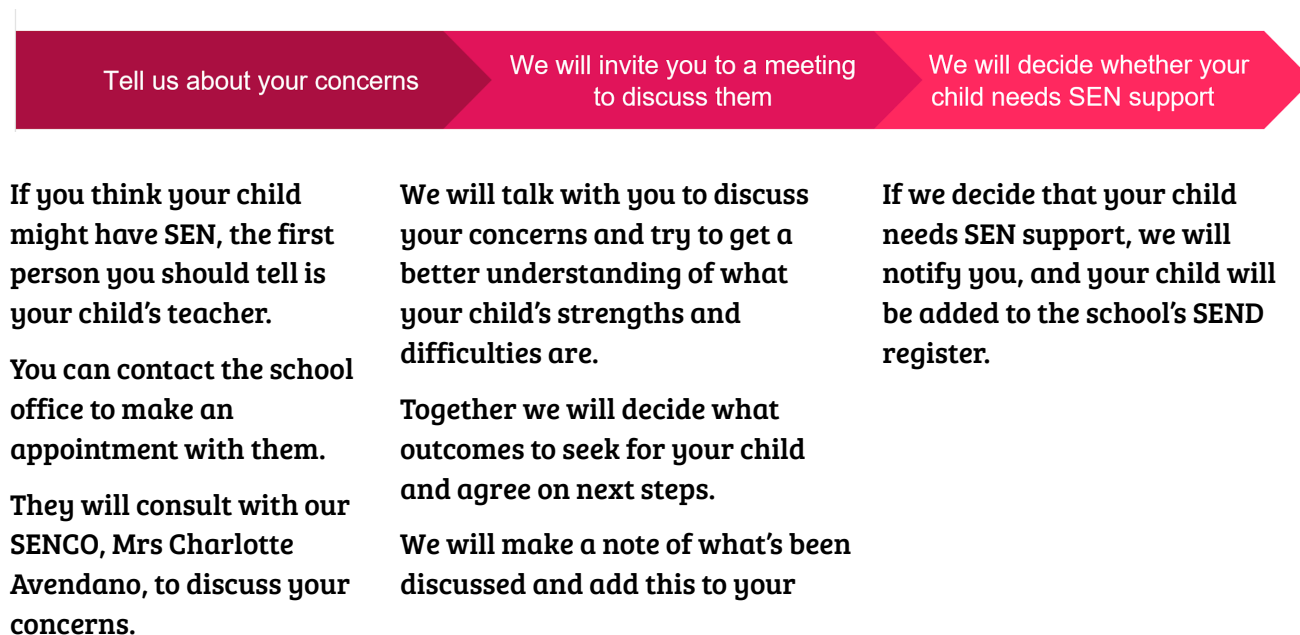 Tell us about your concerns
We will invite you to a meeting
to discuss them
We will decide whether your
child needs SEN support
If you think your child
might have SEN, the first
person you should tell is
your child’s teacher.
You can contact the school
office to make an
appointment with them.
They will consult with our
SENCO, Mrs Charlotte
Avendano, to discuss your
concerns.
We will talk with you to discuss
your concerns and try to get a
better understanding of what
your child’s strengths and
difficulties are.
Together we will decide what
outcomes to seek for your child
and agree on next steps.
We will make a note of what’s been
discussed and add this to your
If we decide that your child
needs SEN support, we will
notify you, and your child will
be added to the school’s SEND
register.